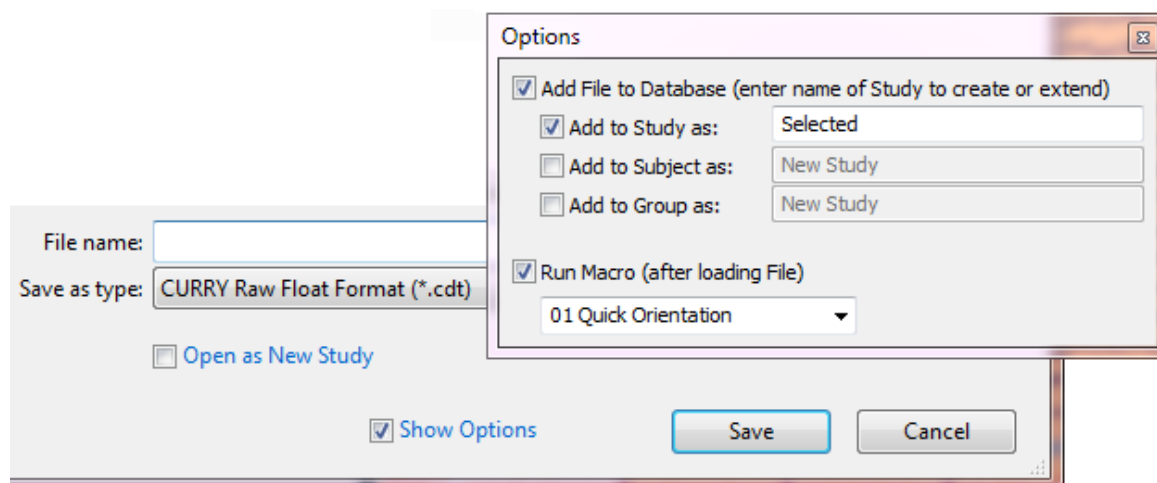 Options
Add File to Database (enter name of Study to create or extend)
Add to Study as: Selected
Add to Subject as: New Study
Add to Group as: New Study
Run Macro (after loading File)
01 Quick Orientation
File name:
Save as type: CURRY Raw Float Format (*.cdt)
Open as New Study
Show Options
Save Cancel